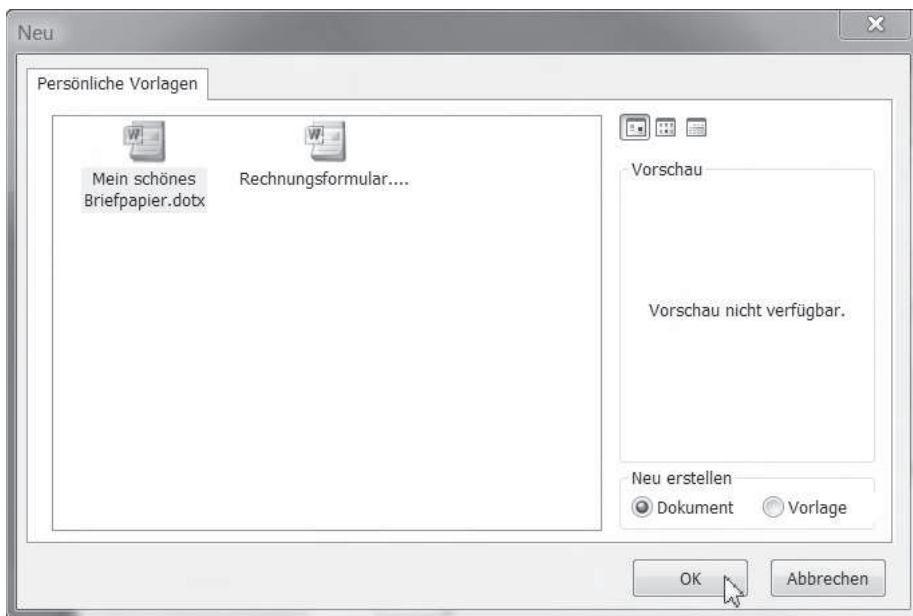 Neu
Persönliche Vorlagen
Mein schönes
Briefpapier.dotx
Rechnungsformular....
Vorschau
Vorschau nicht verfügbar.
Neu erstellen
Dokument
Vorlage
OK
Abbrechen